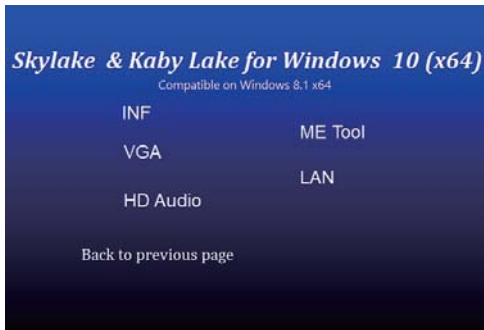 Skylake & Kaby Lake for Windows 10 (x64)
Compatible on Windows 8.1 x64
INF
ME Tool
VGA
LAN
HD Audio
Back to previous page